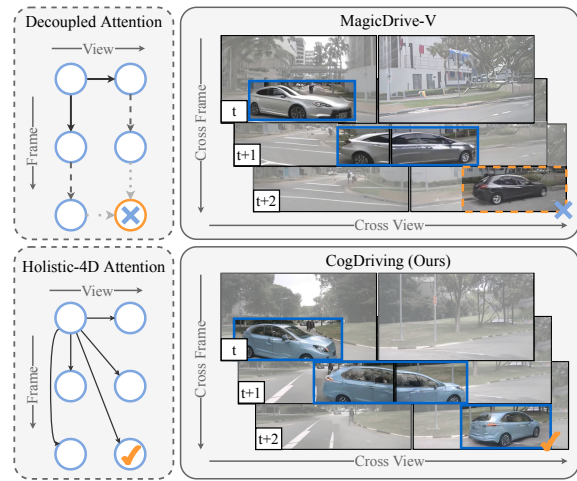 Decoupled Attention
View
Frame
MagicDrive-V
Cross Frame
t
t+1
t+2
Cross View
Holistic-4D Attention
View
Frame
CogDriving (Ours)
Cross Frame
t
t+1
t+2
Cross View